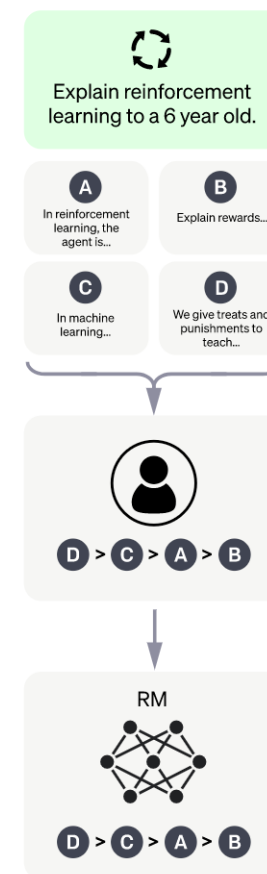 Explain reinforcement
learning to a 6 year old.
A
In reinforcement
learning, the
agent is...
B
Explain rewards...
C
In machine
learning...
D
We give treats and
punishments to
teach...
D > C > A > B
RM
D > C > A > B